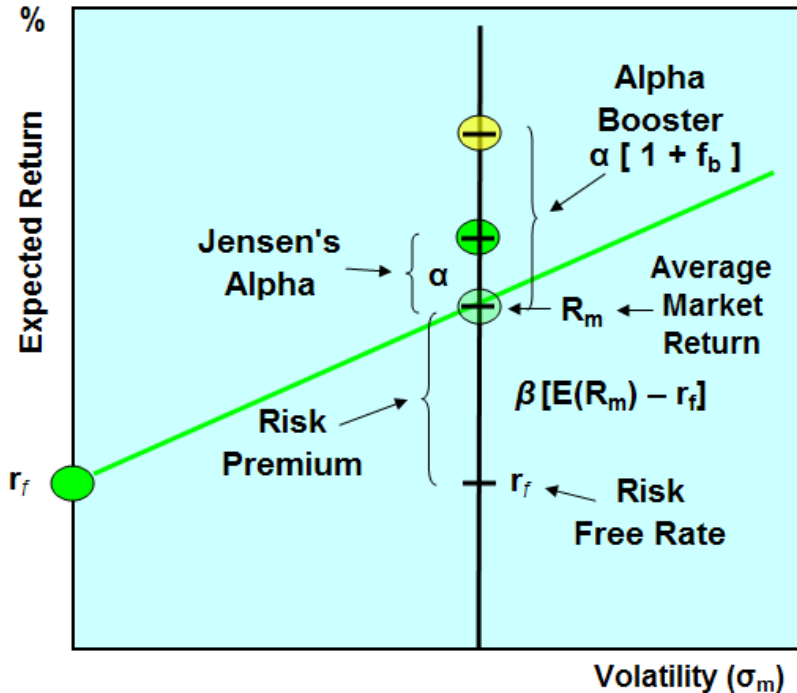 %
Expected Return
Alpha
Booster
α [ 1 + f_b ]
Jensen's
Alpha
α
Average
Market
Return
R_m
β [E(R_m) – r_f]
Risk
Premium
r_f
r_f
Risk
Free Rate
Volatility (σ_m)